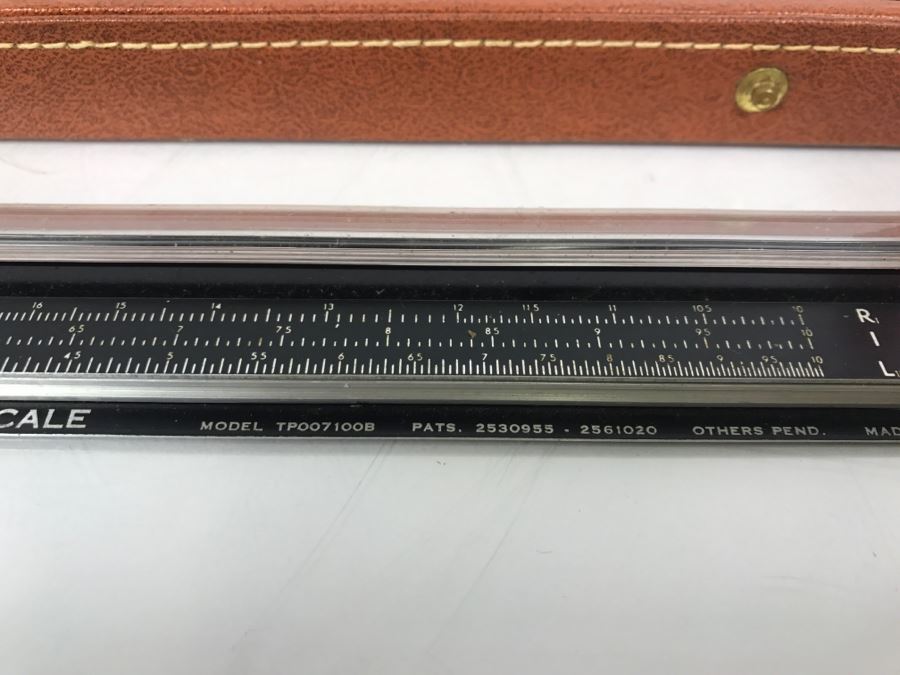 16 15 14 13 12 11.5 11 10.5 10 R
6.5 7 7.5 8 8.5 9 9.5 10 I
4.5 5 5.5 6 6.5 7 7.5 8 8.5 9 9.5 10 L
CALE MODEL TP007100B PATS. 2530955 - 2561020 OTHERS PEND. MAD